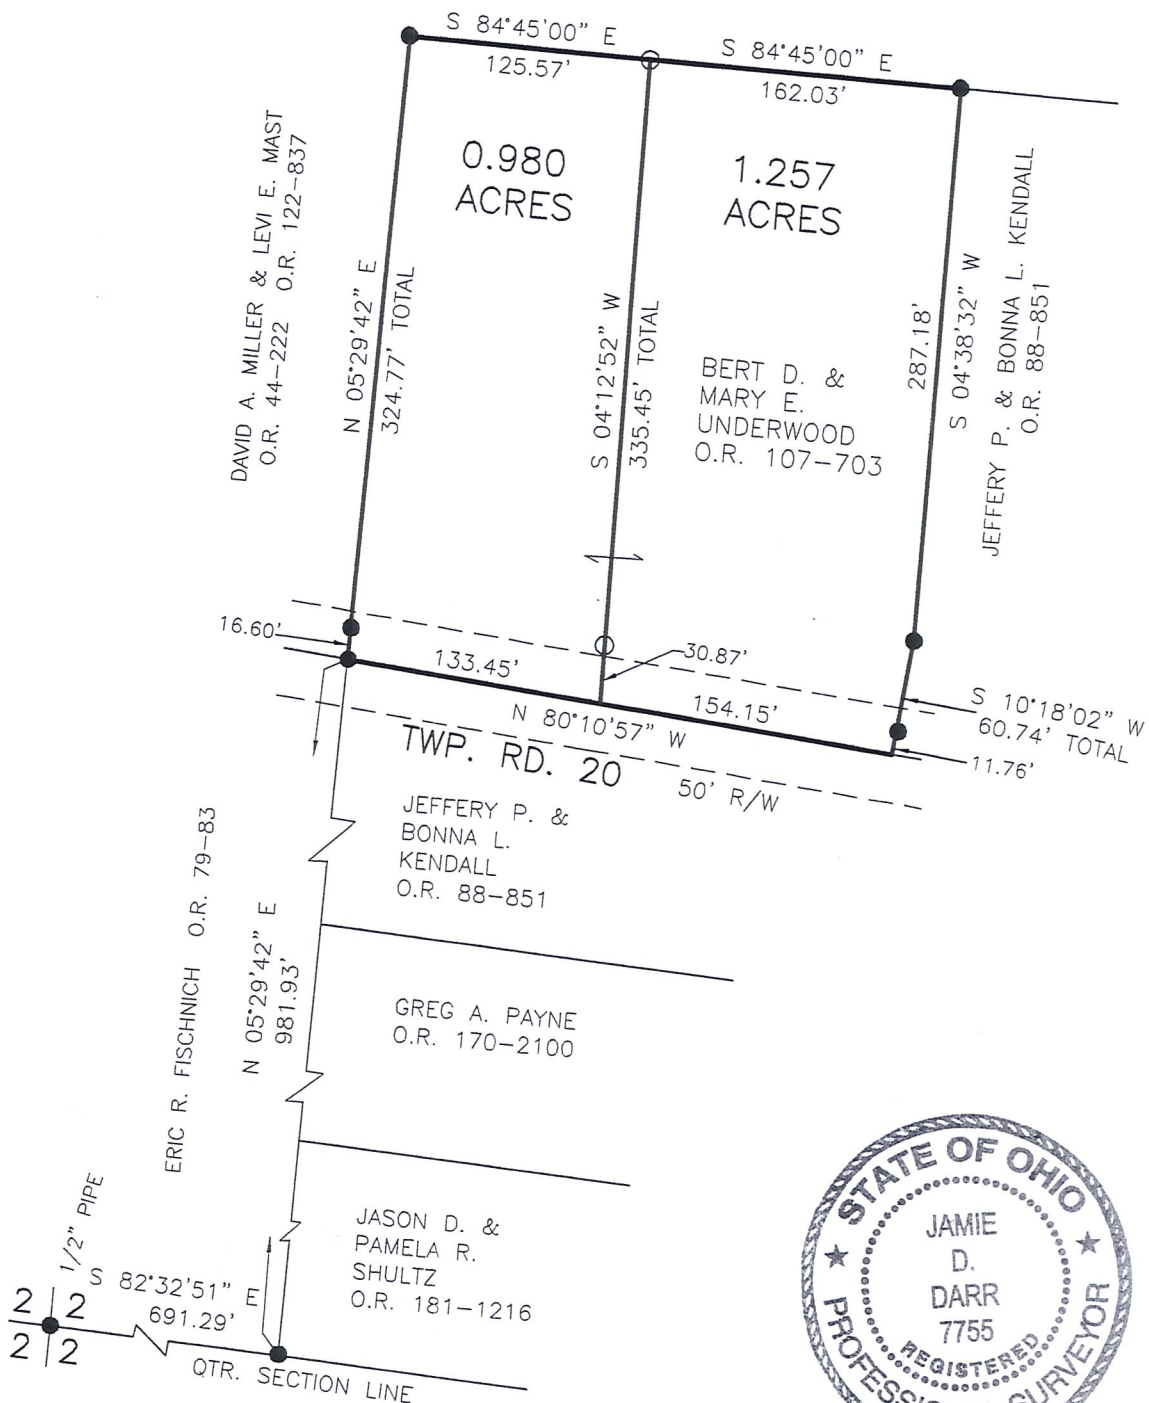 S 84°45'00" E
125.57'
S 84°45'00" E
162.03'
DAVID A. MILLER & LEVI E. MAST
O.R. 44-222 O.R. 122-837
0.980
ACRES
1.257
ACRES
N 05°29'42" E
324.77' TOTAL
S 04°12'52" W
335.45' TOTAL
BERT D. &
MARY E.
UNDERWOOD
O.R. 107-703
287.18'
S 04°38'32" W
JEFFERY P. & BONNA L. KENDALL
O.R. 88-851
16.60'
133.45'
30.87'
154.15'
N 80°10'57" W
S 10°18'02" W
60.74' TOTAL
11.76'
TWP. RD. 20
50' R/W
JEFFERY P. &
BONNA L.
KENDALL
O.R. 88-851
ERIC R. FISCHNICH O.R. 79-83
N 05°29'42" E
981.93'
GREG A. PAYNE
O.R. 170-2100
JASON D. &
PAMELA R.
SHULTZ
O.R. 181-1216
1/2" PIPE
S 82°32'51" E
691.29'
2 2
2 2
QTR. SECTION LINE
STATE OF OHIO
JAMIE
D.
DARR
7755
REGISTERED
SURVEYOR